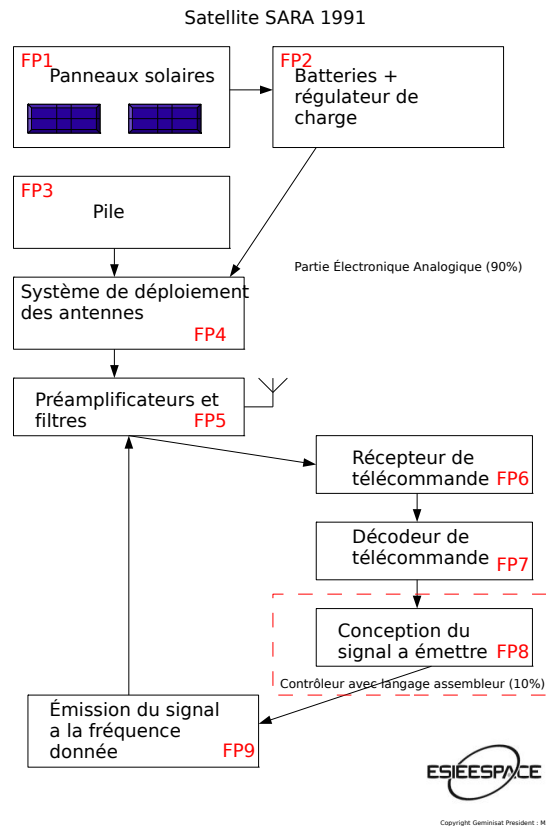 Satellite SARA 1991
FP1
Panneaux solaires
FP2
Batteries +
régulateur de
charge
FP3
Pile
Partie Électronique Analogique (90%)
Système de déploiement
des antennes
FP4
Préamplificateurs et
filtres
FP5
Récepteur de
télécommande
FP6
Décodeur de
télécommande
FP7
Conception du
signal a émettre
FP8
Contrôleur avec langage assembleur (10%)
Émission du signal
a la fréquence
donnée
FP9
ESIEESPACE
Copyright Geminisat President : M